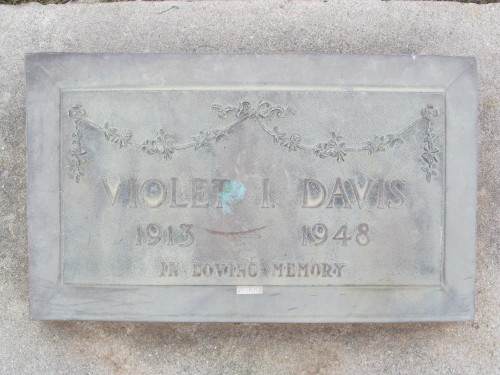 VIOLET I. DAVIS
1913 1948
IN LOVING MEMORY